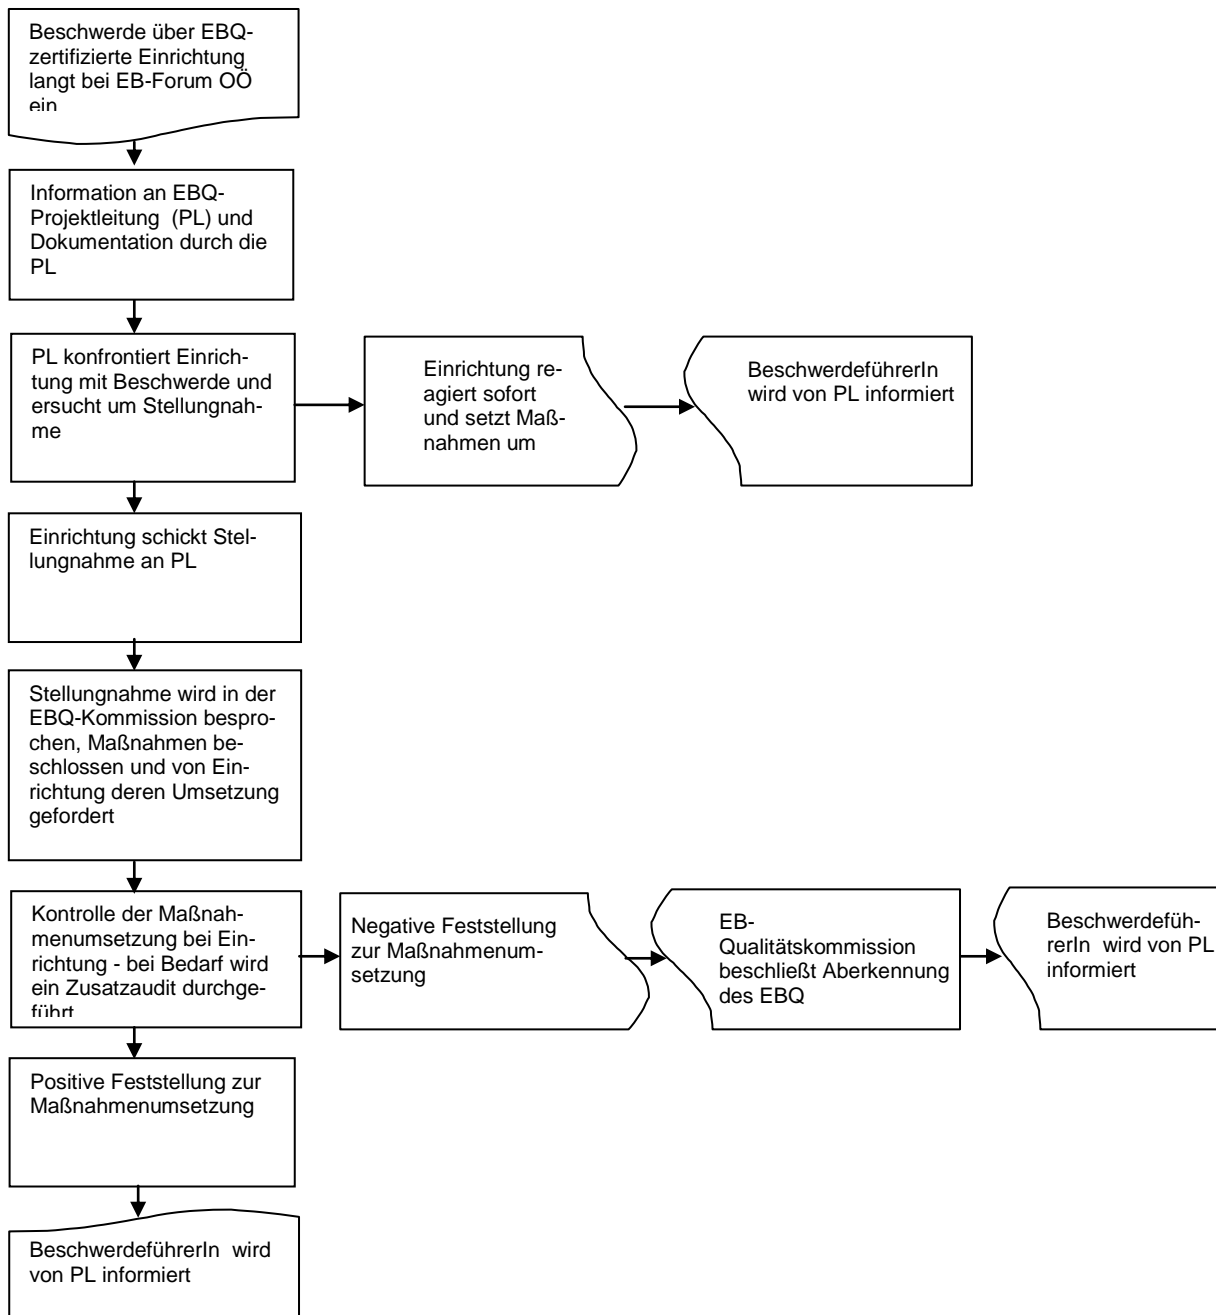 Beschwerde über EBQ-
zertifizierte Einrichtung
langt bei EB-Forum OÖ
ein
Information an EBQ-
Projektleitung (PL) und
Dokumentation durch die
PL
PL konfrontiert Einrich-
tung mit Beschwerde und
ersucht um Stellungnah-
me
Einrichtung re-
agiert sofort
und setzt Maß-
nahmen um
BeschwerdeführerIn
wird von PL informiert
Einrichtung schickt Stel-
lungnahme an PL
Stellungnahme wird in der
EBQ-Kommission bespro-
chen, Maßnahmen be-
schlossen und von Ein-
richtung deren Umsetzung
gefordert
Kontrolle der Maßnah-
menumsetzung bei Ein-
richtung - bei Bedarf wird
ein Zusatzaudit durchge-
führt
Negative Feststellung
zur Maßnahmenum-
setzung
EB-
Qualitätskommission
beschließt Aberkennung
des EBQ
Beschwerdefüh-
rerIn wird von PL
informiert
Positive Feststellung zur
Maßnahmenumsetzung
BeschwerdeführerIn wird
von PL informiert